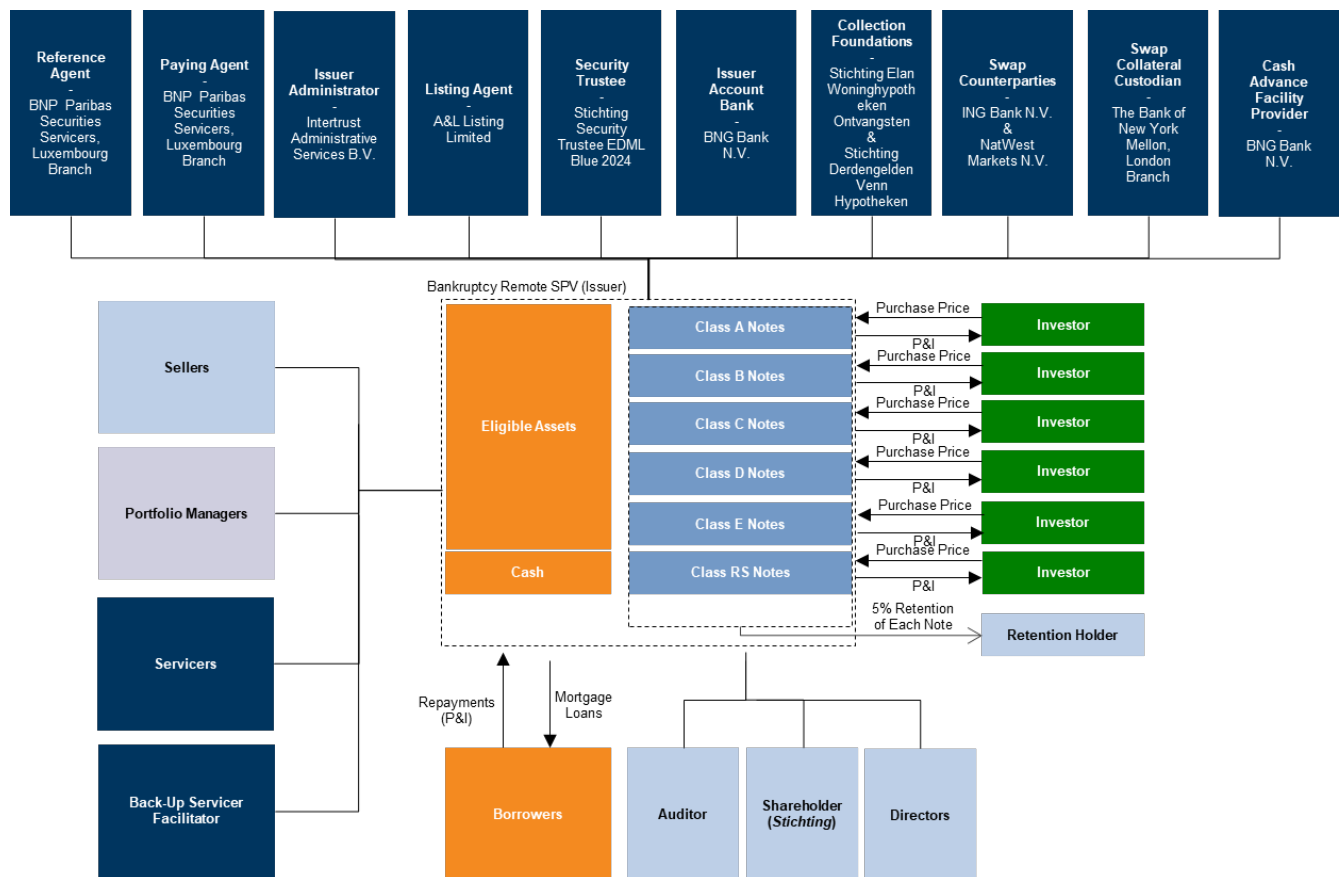 Reference
Agent
-
BNP Paribas
Securities
Servicers,
Luxembourg
Branch
Paying Agent
-
BNP Paribas
Securities
Servicers,
Luxembourg
Branch
Issuer
Administrator
-
Intertrust
Administrative
Services B.V.
Listing Agent
-
A&L Listing
Limited
Security
Trustee
-
Stichting
Security
Trustee EDML
Blue 2024
Issuer
Account
Bank
-
BNG Bank
N.V.
Collection
Foundations
-
Stichting Elan
Woninghypoth
eken
Ontvangsten
&
Stichting
Derdengelden
Venn
Hypotheken
Swap
Counterparties
-
ING Bank N.V.
&
NatWest
Markets N.V.
Swap
Collateral
Custodian
-
The Bank of
New York
Mellon,
London
Branch
Cash
Advance
Facility
Provider
-
BNG Bank
N.V.
Bankruptcy Remote SPV (Issuer)
Sellers
Portfolio Managers
Servicers
Back-Up Servicer
Facilitator
Eligible Assets
Cash
Class A Notes
Purchase Price
P&I
Investor
Class B Notes
Purchase Price
P&I
Investor
Class C Notes
Purchase Price
P&I
Investor
Class D Notes
Purchase Price
P&I
Investor
Class E Notes
Purchase Price
P&I
Investor
Class RS Notes
Purchase Price
P&I
Investor
5% Retention
of Each Note
Retention Holder
Repayments
(P&I)
Mortgage
Loans
Borrowers
Auditor
Shareholder
(Stichting)
Directors